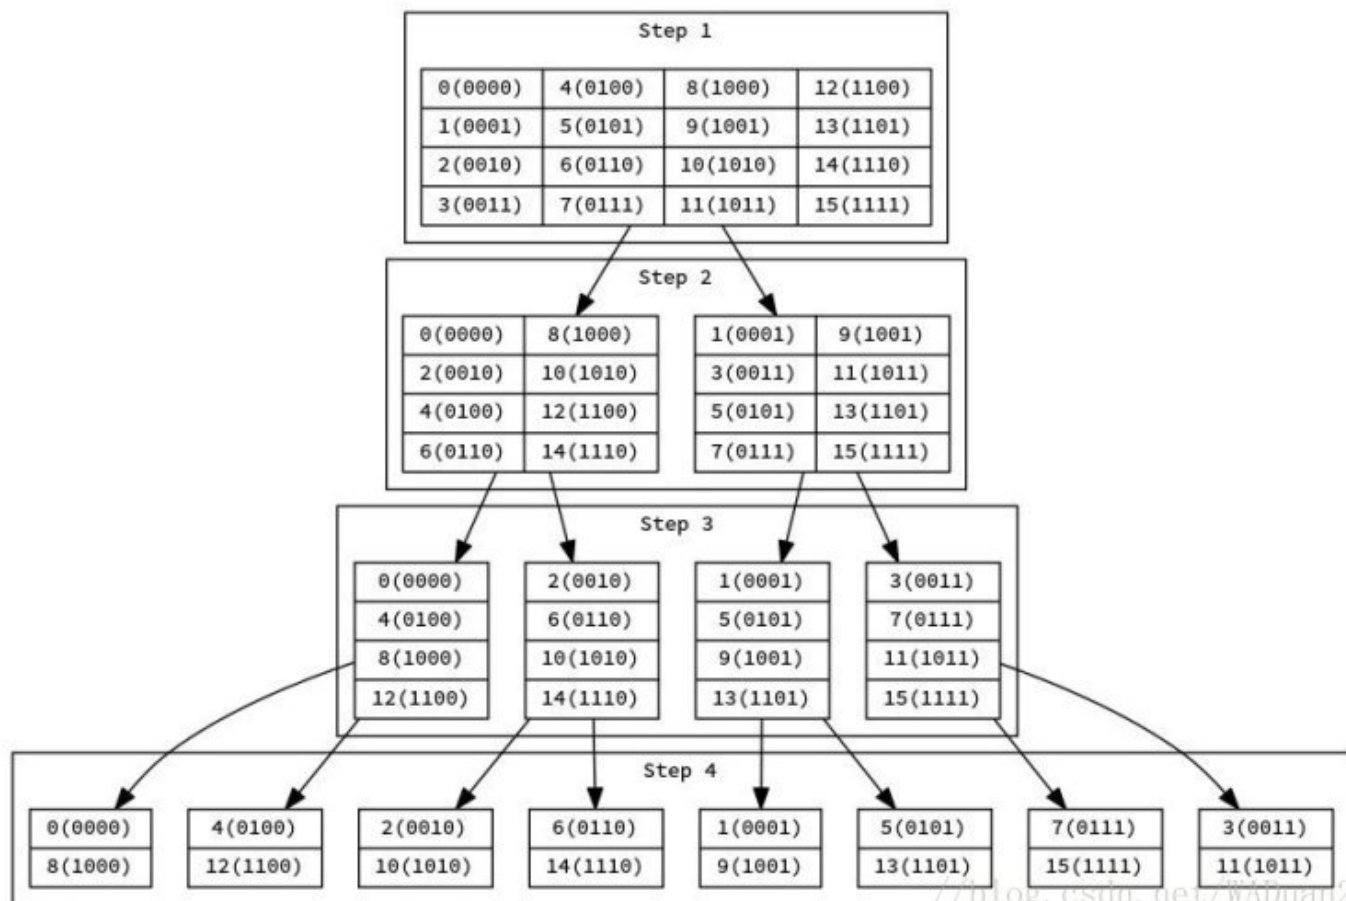 Step 1
0(0000) 4(0100) 8(1000) 12(1100)
1(0001) 5(0101) 9(1001) 13(1101)
2(0010) 6(0110) 10(1010) 14(1110)
3(0011) 7(0111) 11(1011) 15(1111)
Step 2
0(0000) 8(1000) 1(0001) 9(1001)
2(0010) 10(1010) 3(0011) 11(1011)
4(0100) 12(1100) 5(0101) 13(1101)
6(0110) 14(1110) 7(0111) 15(1111)
Step 3
0(0000) 2(0010) 1(0001) 3(0011)
4(0100) 6(0110) 5(0101) 7(0111)
8(1000) 10(1010) 9(1001) 11(1011)
12(1100) 14(1110) 13(1101) 15(1111)
Step 4
0(0000) 4(0100) 2(0010) 6(0110) 1(0001) 5(0101) 7(0111) 3(0011)
8(1000) 12(1100) 10(1010) 14(1110) 9(1001) 13(1101) 15(1111) 11(1011)